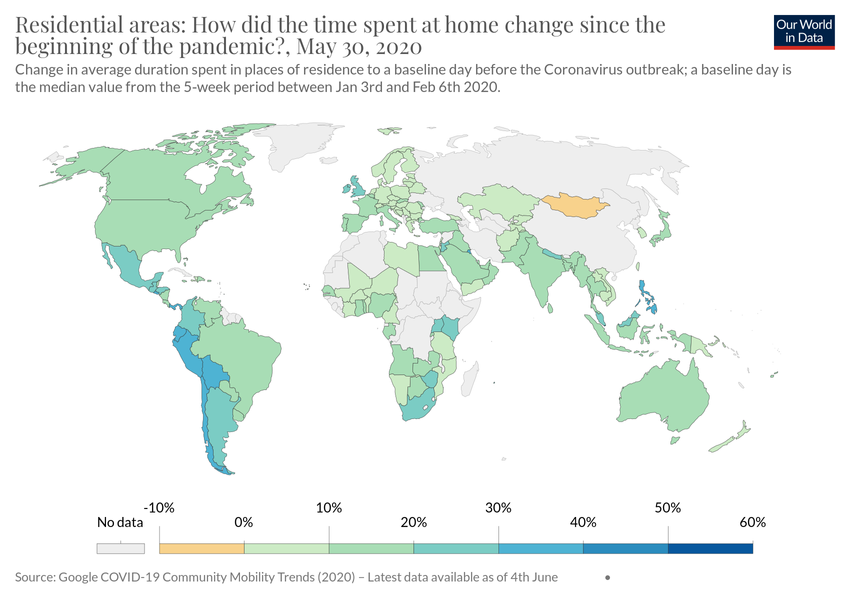 Residential areas: How did the time spent at home change since the
beginning of the pandemic?, May 30, 2020
Our World
in Data
Change in average duration spent in places of residence to a baseline day before the Coronavirus outbreak; a baseline day is
the median value from the 5-week period between Jan 3rd and Feb 6th 2020.
No data
-10%
0%
10%
20%
30%
40%
50%
60%
Source: Google COVID-19 Community Mobility Trends (2020) – Latest data available as of 4th June